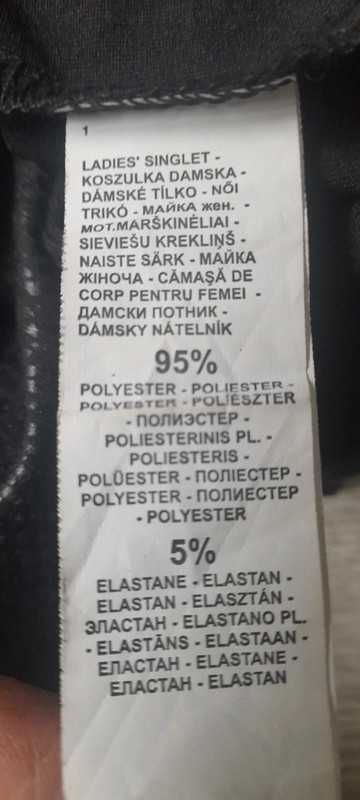 1
LADIES' SINGLET -
KOSZULKA DAMSKA -
DÁMSKÉ TÍLKO - NŐI
TRIKÓ - МАЙКА жен. -
MOT.MARŠKINĖLIAI -
SIEVIEŠU KREKLIŅŠ -
NAISTE SÄRK - МАЙКА
ЖІНОЧА - CĂMAŞĂ DE
CORP PENTRU FEMEI -
ДАМСКИ ПОТНИК -
DÁMSKY NÁTELNÍK
95%
POLYESTER - POLIESTER -
POLYESTER - POLIÉSZTER
- ПОЛИЭСТЕР -
POLIESTERINIS PL. -
POLIESTERIS -
POLÜESTER - ПОЛІЕСТЕР -
POLYESTER - ПОЛИЕСТЕР
- POLYESTER
5%
ELASTANE - ELASTAN -
ELASTAN - ELASZTÁN -
ЭЛАСТАН - ELASTANO PL.
- ELASTĀNS - ELASTAAN -
ЕЛАСТАН - ELASTANE -
ЕЛАСТАН - ELASTAN